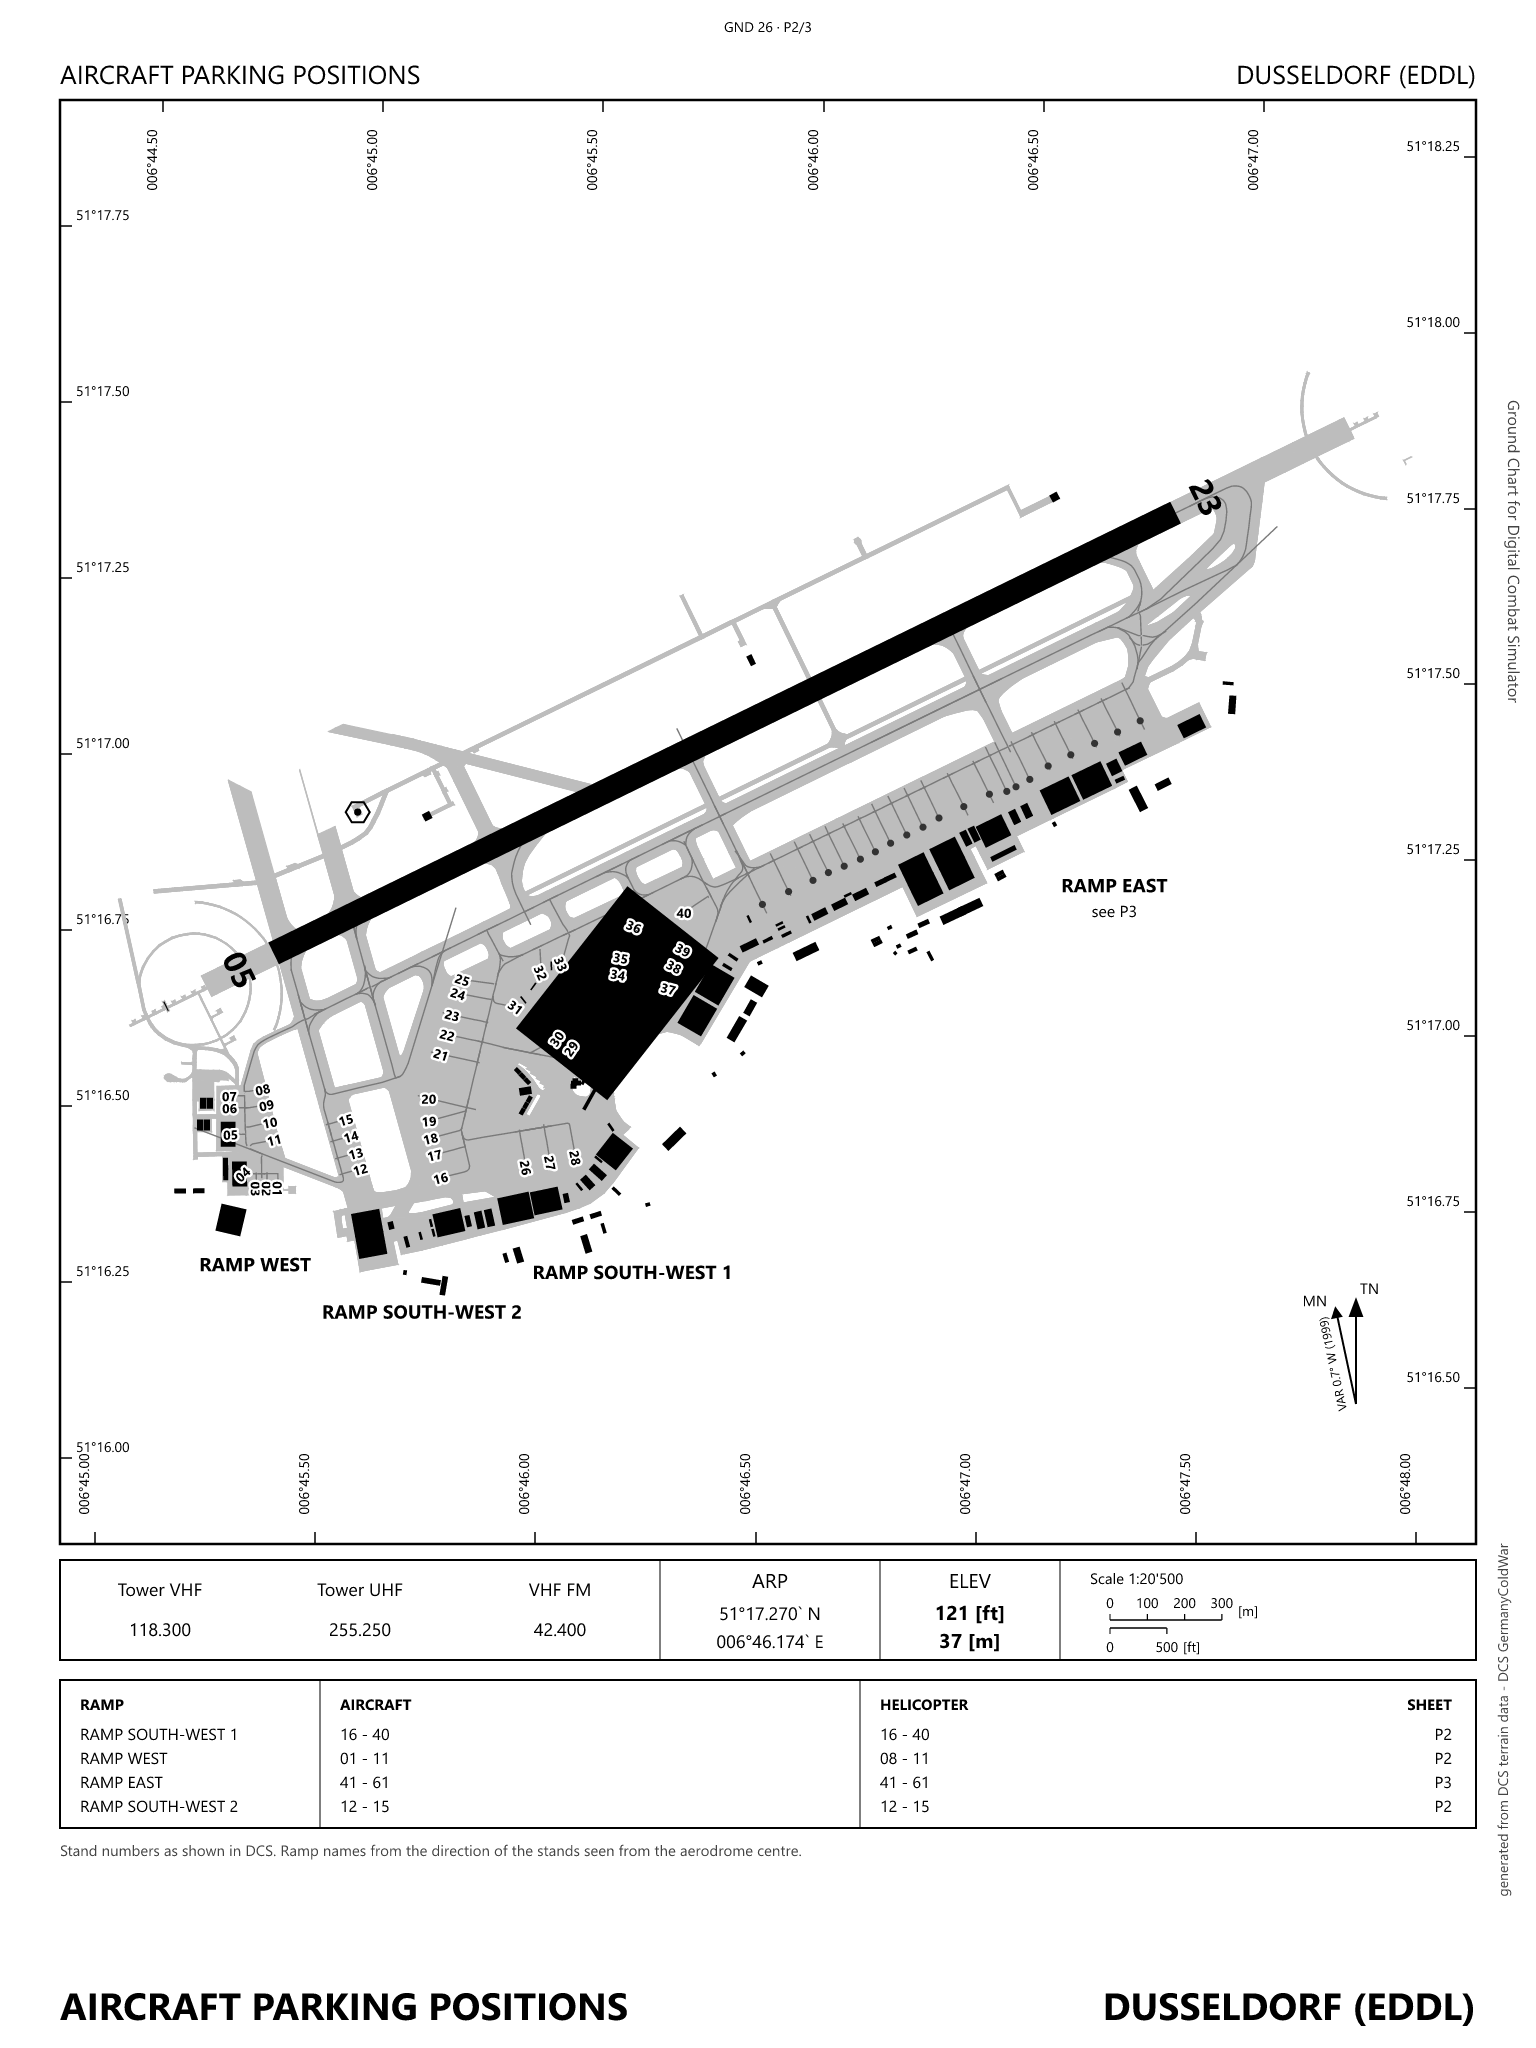 GND 26 · P2/3
AIRCRAFT PARKING POSITIONS
DUSSELDORF (EDDL)
006°44.50
006°45.00
006°45.50
006°46.00
006°46.50
006°47.00
51°18.25
51°17.75
51°18.00
51°17.50
51°17.75
51°17.25
51°17.50
51°17.00
51°17.25
51°16.75
51°17.00
51°16.50
51°16.75
51°16.25
51°16.50
51°16.00
23
05
RAMP EAST
see P3
40
36
39
35
38
34
37
33
32
31
30
29
25
24
23
22
21
20
19
18
17
16
26
27
28
15
14
13
12
08
07
09
06
10
05
11
04
03
02
01
RAMP WEST
RAMP SOUTH-WEST 1
RAMP SOUTH-WEST 2
MN
TN
VAR 0.7° W (1999)
006°45.00
006°45.50
006°46.00
006°46.50
006°47.00
006°47.50
006°48.00
Ground Chart for Digital Combat Simulator
generated from DCS terrain data - DCS GermanyColdWar
Tower VHF
118.300
Tower UHF
255.250
VHF FM
42.400
ARP
51°17.270` N
006°46.174` E
ELEV
121 [ft]
37 [m]
Scale 1:20'500
0 100 200 300 [m]
0 500 [ft]
RAMP AIRCRAFT HELICOPTER SHEET
RAMP SOUTH-WEST 1 16 - 40 16 - 40 P2
RAMP WEST 01 - 11 08 - 11 P2
RAMP EAST 41 - 61 41 - 61 P3
RAMP SOUTH-WEST 2 12 - 15 12 - 15 P2
Stand numbers as shown in DCS. Ramp names from the direction of the stands seen from the aerodrome centre.
AIRCRAFT PARKING POSITIONS
DUSSELDORF (EDDL)